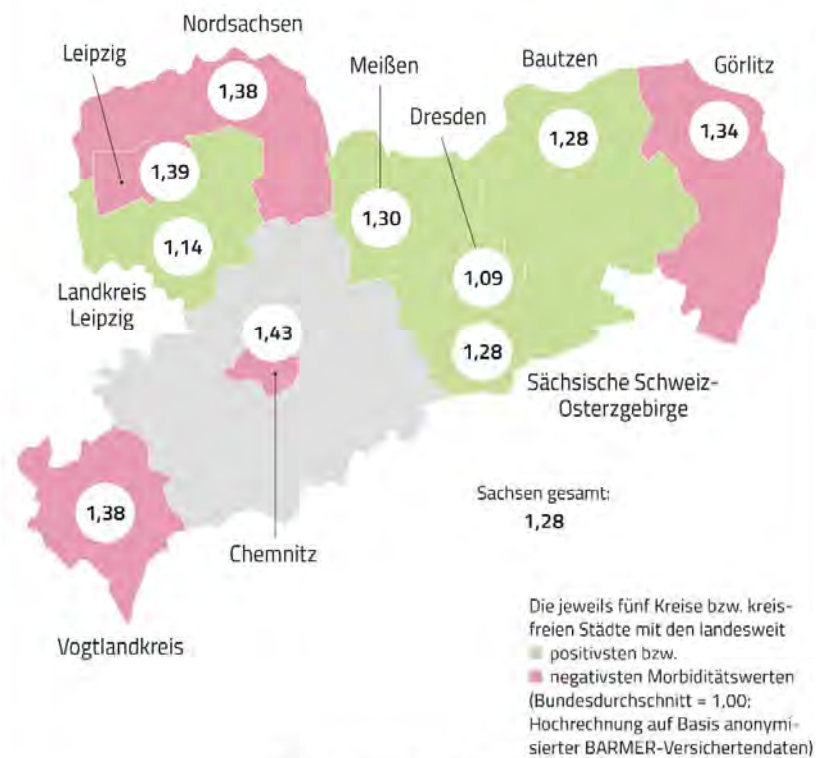 Nordsachsen
Leipzig
Meißen
Bautzen
Görlitz
Dresden
1,38
1,28
1,34
1,39
1,30
1,14
1,09
Landkreis
Leipzig
1,43
1,28
Sächsische Schweiz-
Osterzgebirge
1,38
Sachsen gesamt:
1,28
Chemnitz
Vogtlandkreis
Die jeweils fünf Kreise bzw. kreis-
freien Städte mit den landesweit
positivsten bzw.
negativsten Morbiditätswerten
(Bundesdurchschnitt = 1,00;
Hochrechnung auf Basis anonymi-
sierter BARMER-Versichertendaten)